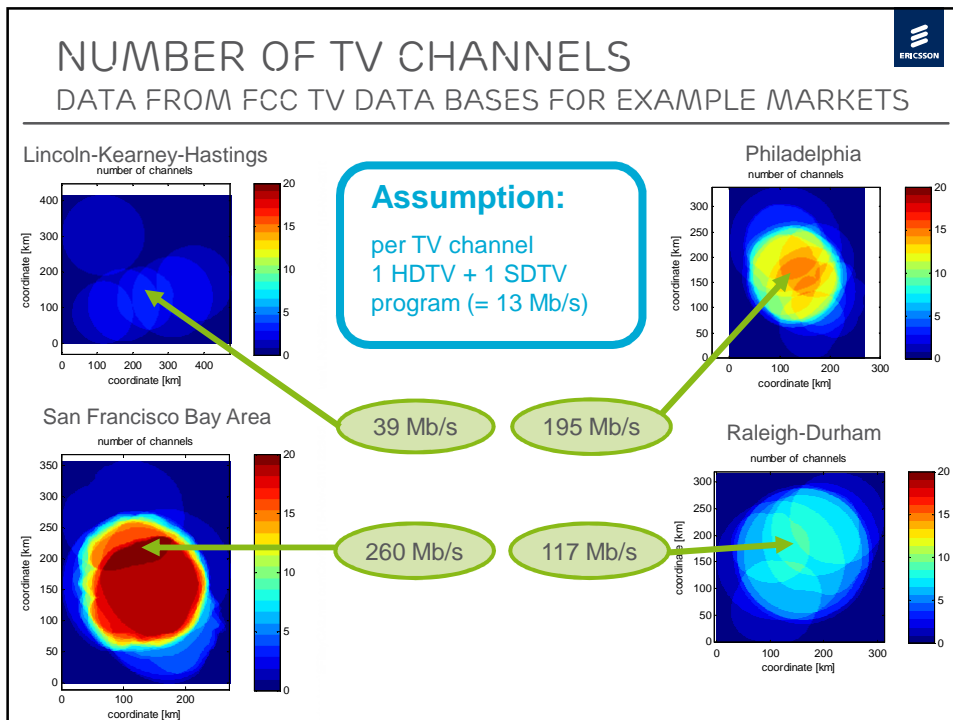 NUMBER OF TV CHANNELS
DATA FROM FCC TV DATA BASES FOR EXAMPLE MARKETS
ERICSSON
Lincoln-Kearney-Hastings
number of channels
coordinate [km]
400
300
200
100
0
0 100 200 300 400
coordinate [km]
20
15
10
5
0
Assumption:
per TV channel
1 HDTV + 1 SDTV
program (= 13 Mb/s)
Philadelphia
number of channels
coordinate [km]
300
250
200
150
100
50
0
0 100 200 300
coordinate [km]
20
15
10
5
0
39 Mb/s
195 Mb/s
San Francisco Bay Area
number of channels
coordinate [km]
350
300
250
200
150
100
50
0
0 100 200
coordinate [km]
20
15
10
5
0
260 Mb/s
117 Mb/s
Raleigh-Durham
number of channels
coordinate [km]
300
250
200
150
100
50
0
0 100 200 300
coordinate [km]
20
15
10
5
0